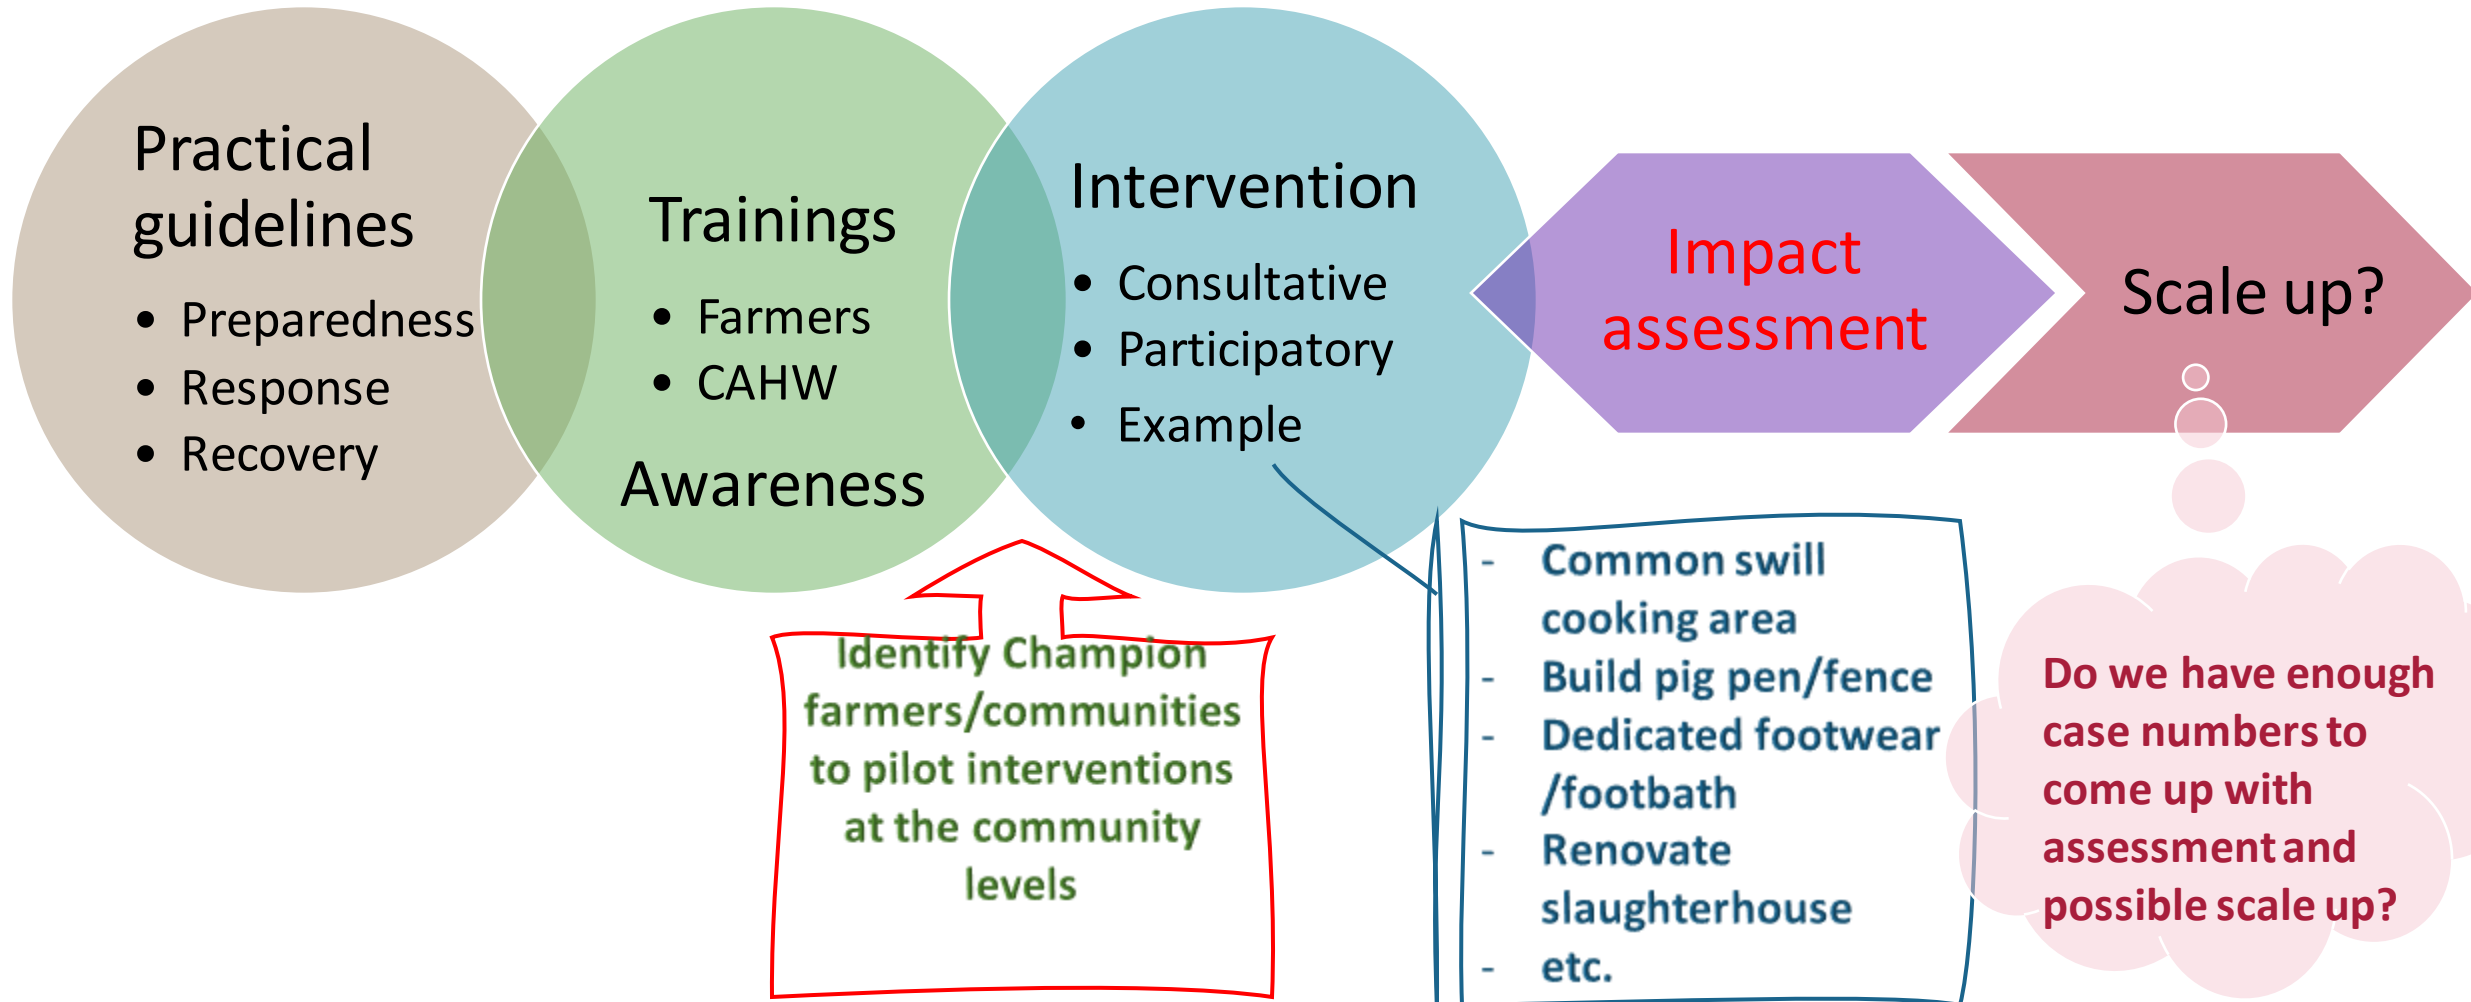 Practical
guidelines
• Preparedness
• Response
• Recovery
Trainings
• Farmers
• CAHW
Awareness
Intervention
• Consultative
• Participatory
• Example
Impact
assessment
Scale up?
Identify Champion
farmers/communities
to pilot interventions
at the community
levels
- Common swill
cooking area
- Build pig pen/fence
- Dedicated footwear
/footbath
- Renovate
slaughterhouse
- etc.
Do we have enough
case numbers to
come up with
assessment and
possible scale up?